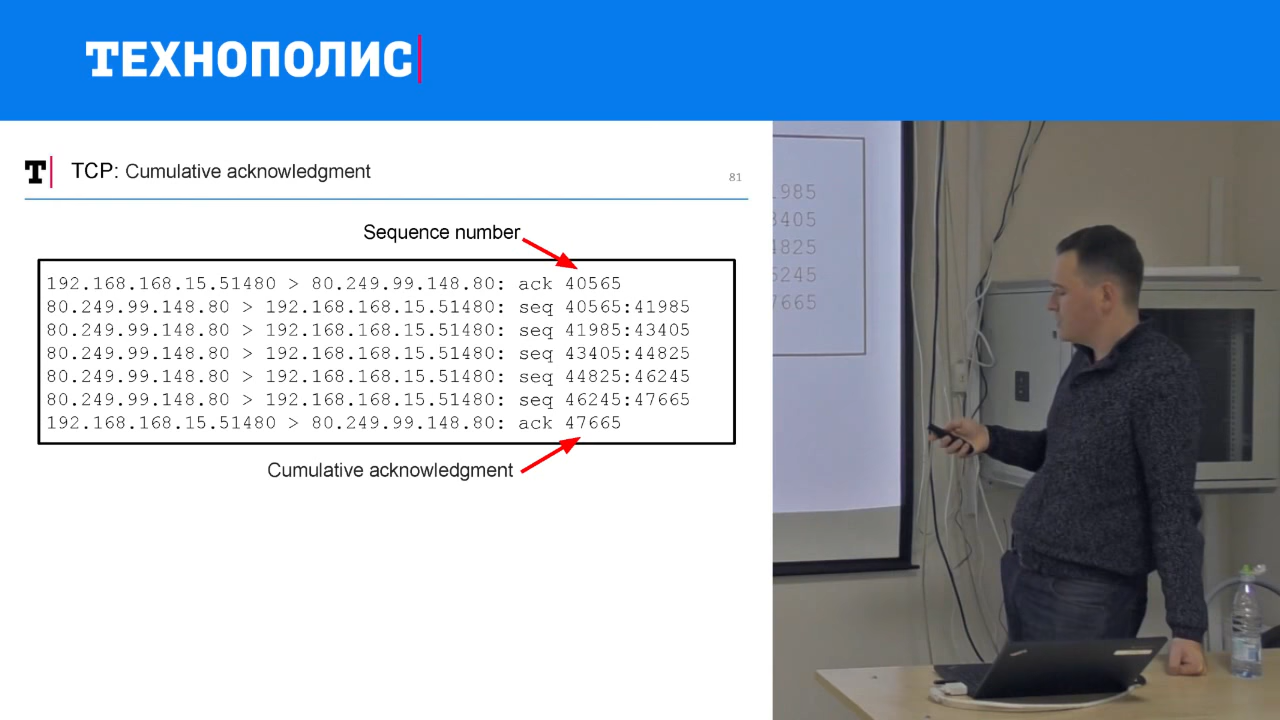 ТЕХНОПОЛИС
T TCP: Cumulative acknowledgment
81
Sequence number
192.168.168.15.51480 > 80.249.99.148.80: ack 40565
80.249.99.148.80 > 192.168.168.15.51480: seq 40565:41985
80.249.99.148.80 > 192.168.168.15.51480: seq 41985:43405
80.249.99.148.80 > 192.168.168.15.51480: seq 43405:44825
80.249.99.148.80 > 192.168.168.15.51480: seq 44825:46245
80.249.99.148.80 > 192.168.168.15.51480: seq 46245:47665
192.168.168.15.51480 > 80.249.99.148.80: ack 47665
Cumulative acknowledgment
985
405
825
245
665